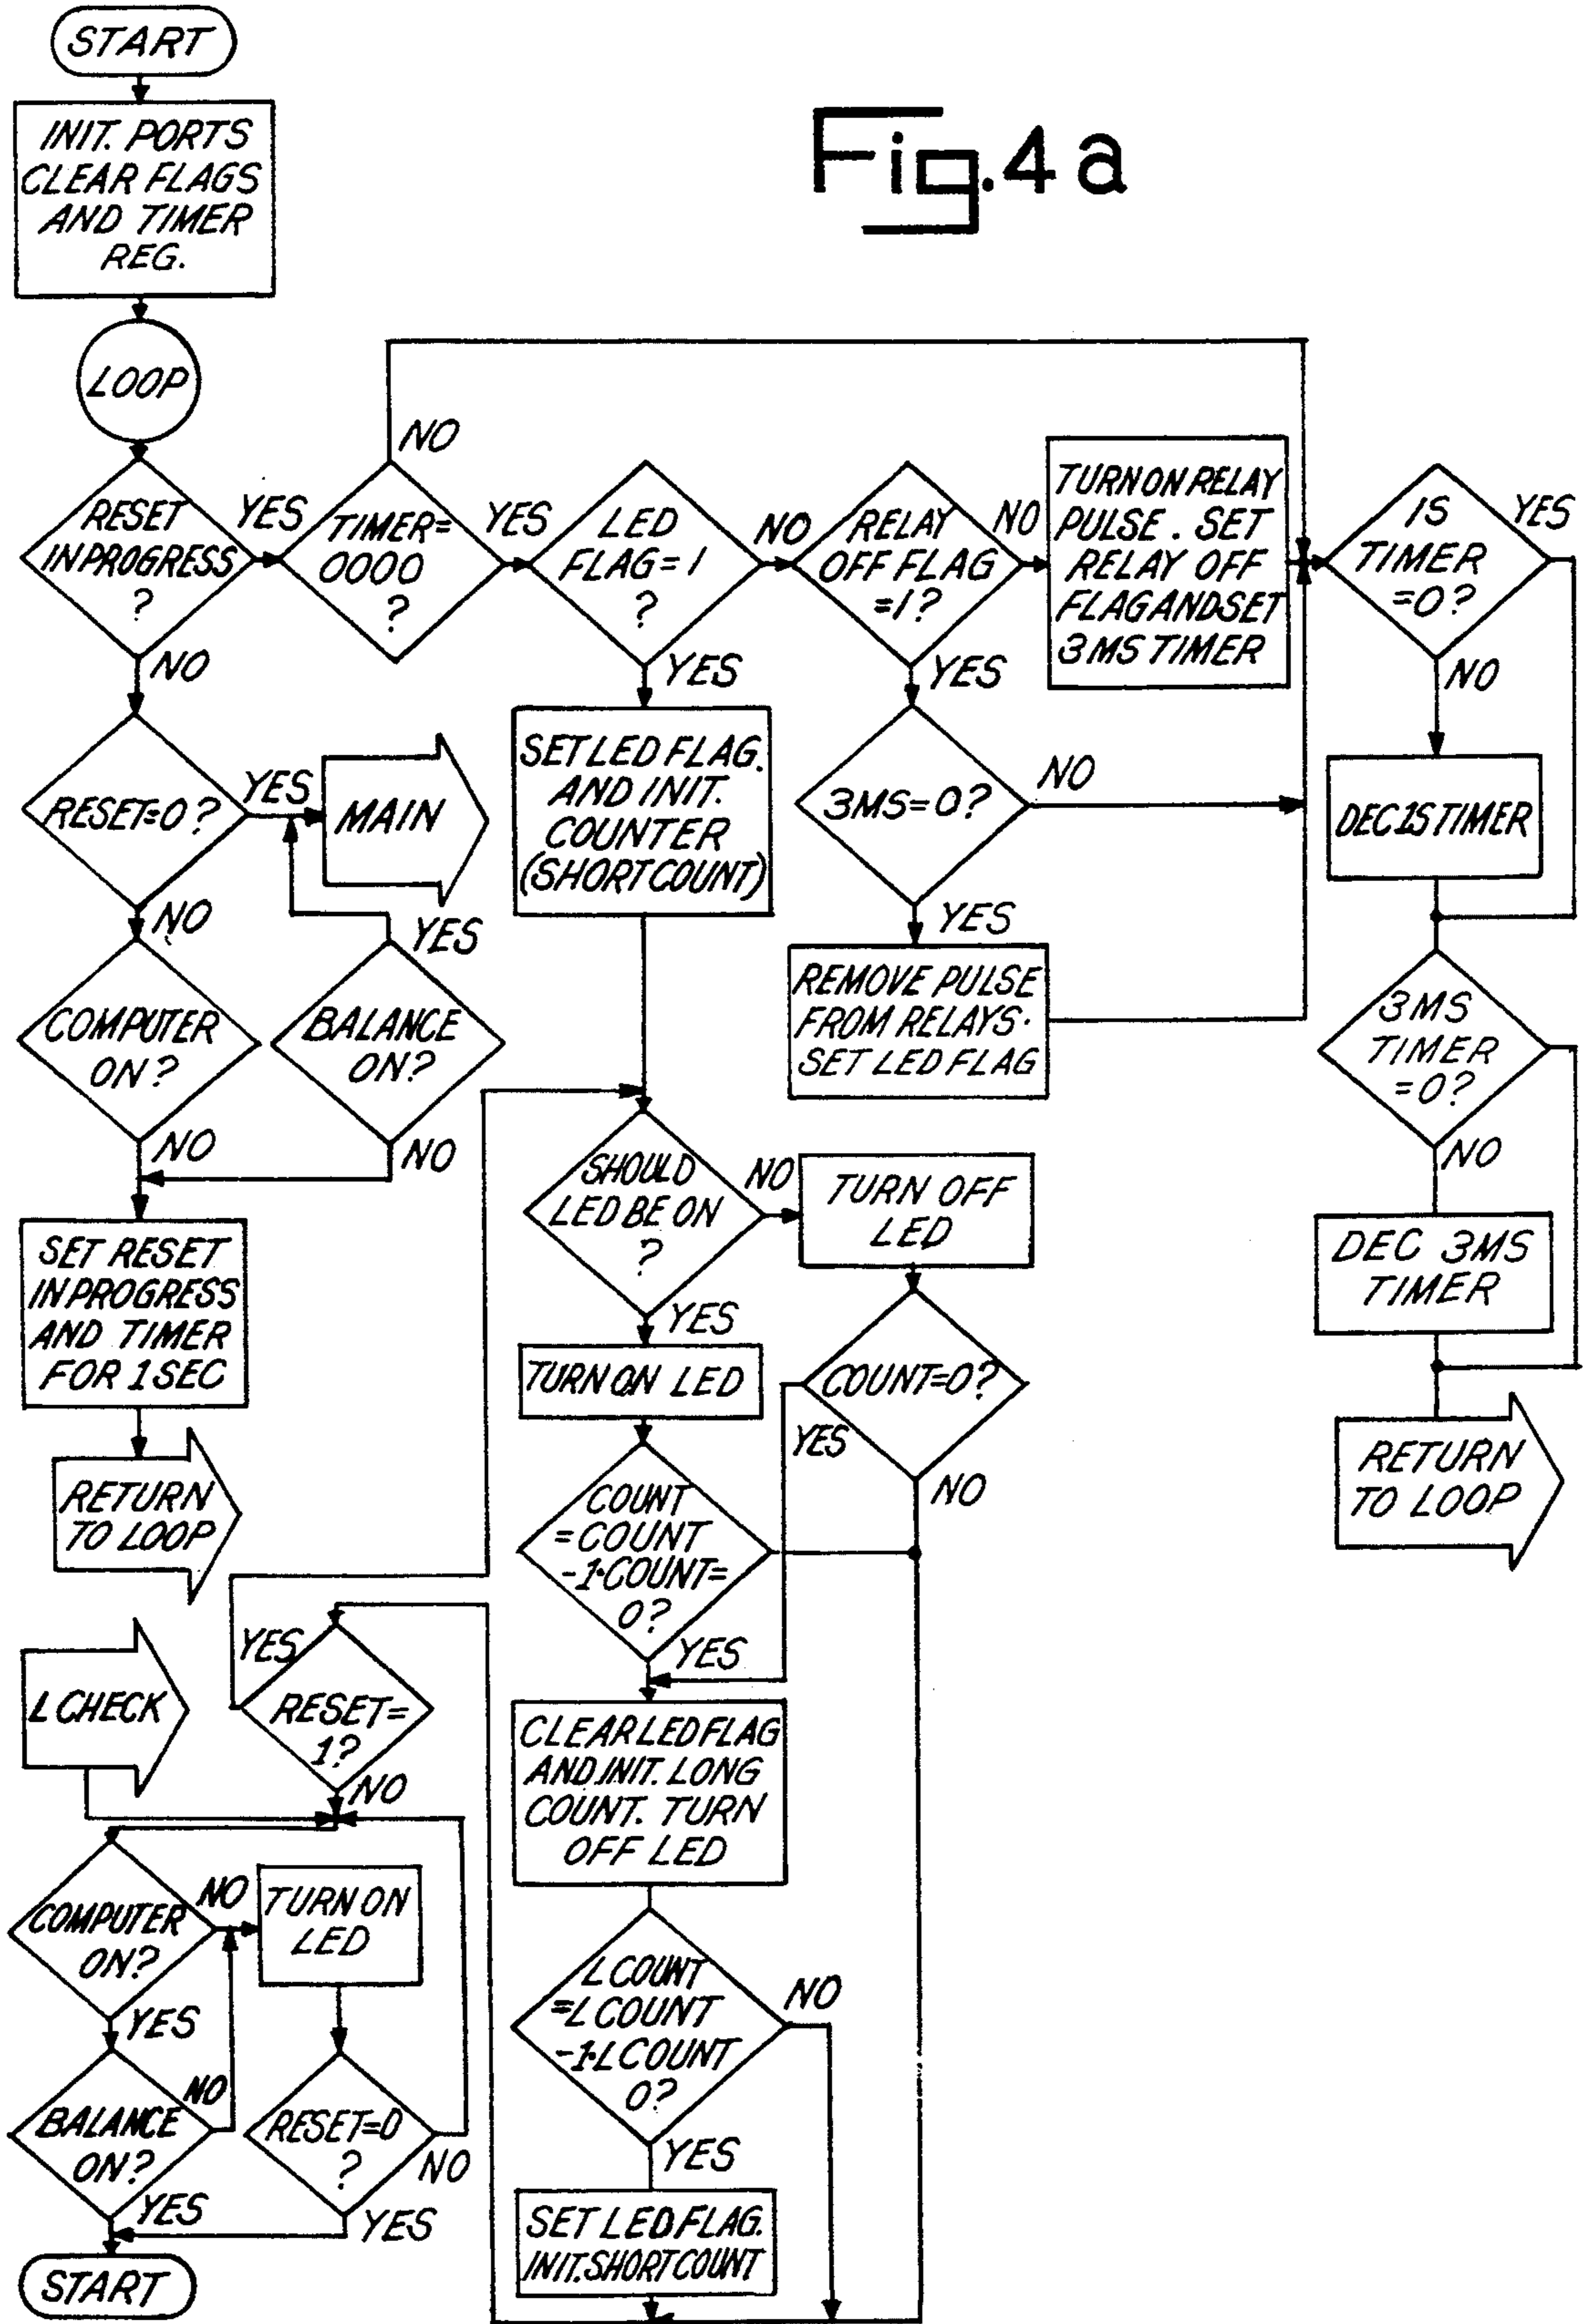 START
INIT. PORTS
CLEAR FLAGS
AND TIMER
REG.
Fig. 4a
LOOP
RESET
IN PROGRESS
?
YES
NO
TIMER=
0000
?
NO
YES
LED
FLAG=1
?
NO
YES
RELAY
OFF FLAG
=1?
NO
YES
TURN ON RELAY
PULSE. SET
RELAY OFF
FLAG AND SET
3 MS TIMER
IS
TIMER
=0?
YES
NO
RESET=0?
YES
NO
MAIN
SET LED FLAG.
AND INIT.
COUNTER
(SHORT COUNT)
3MS=0?
NO
YES
DEC 1S TIMER
COMPUTER
ON?
NO
BALANCE
ON?
YES
NO
REMOVE PULSE
FROM RELAYS.
SET LED FLAG
3MS
TIMER
=0?
NO
SET RESET
IN PROGRESS
AND TIMER
FOR 1 SEC
SHOULD
LED BE ON
?
NO
YES
TURN OFF
LED
DEC 3MS
TIMER
TURN ON LED
COUNT=0?
YES
NO
RETURN
TO LOOP
COUNT
=COUNT
-1·COUNT=
0?
YES
RETURN
TO LOOP
L CHECK
RESET=
1?
YES
NO
CLEAR LED FLAG
AND INIT. LONG
COUNT. TURN
OFF LED
COMPUTER
ON?
NO
YES
TURN ON
LED
L COUNT
=L COUNT
-1·L COUNT
0?
NO
YES
BALANCE
ON?
NO
YES
RESET=0
?
NO
YES
SET LED FLAG.
INIT. SHORT COUNT
START